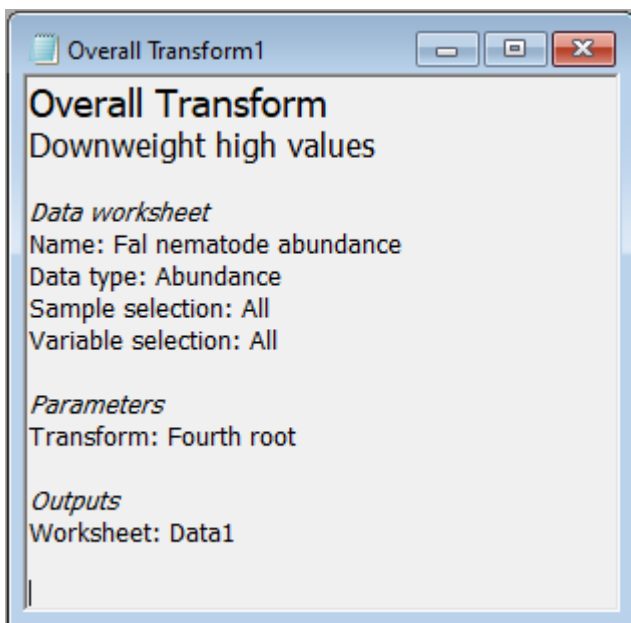 Overall Transform1
Overall Transform
Downweight high values
Data worksheet
Name: Fal nematode abundance
Data type: Abundance
Sample selection: All
Variable selection: All
Parameters
Transform: Fourth root
Outputs
Worksheet: Data1